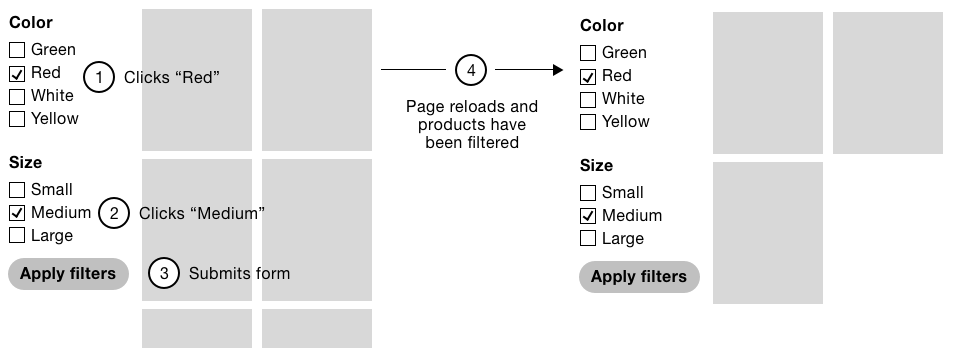 Color
Green
Red
1 Clicks “Red”
White
Yellow
Size
Small
Medium
2 Clicks “Medium”
Large
Apply filters
3 Submits form
4
Page reloads and
products have
been filtered
Color
Green
Red
White
Yellow
Size
Small
Medium
Large
Apply filters